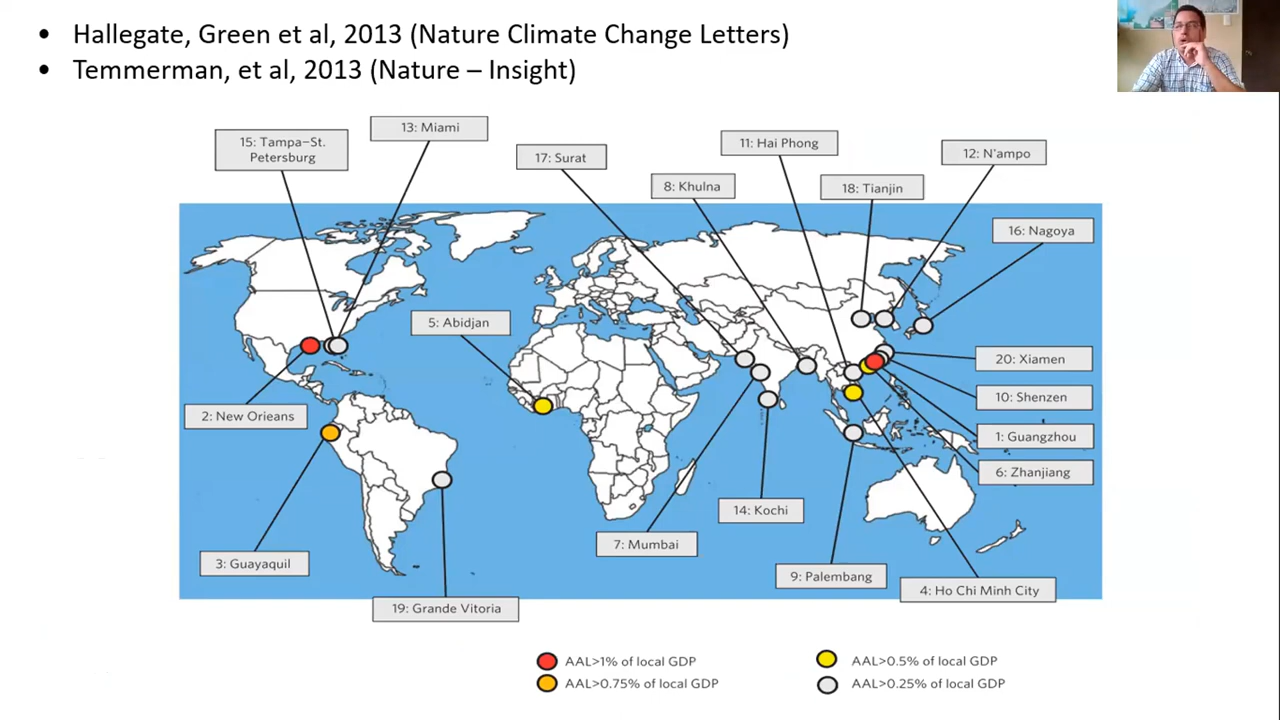 • Hallegate, Green et al, 2013 (Nature Climate Change Letters)
• Temmerman, et al, 2013 (Nature – Insight)
13: Miami
15: Tampa–St.
Petersburg
17: Surat
11: Hai Phong
12: N'ampo
8: Khulna
18: Tianjin
16: Nagoya
5: Abidjan
20: Xiamen
10: Shenzen
2: New Orieans
1: Guangzhou
6: Zhanjiang
14: Kochi
7: Mumbai
3: Guayaquil
9: Palembang
4: Ho Chi Minh City
19: Grande Vitoria
AAL>1% of local GDP
AAL>0.5% of local GDP
AAL>0.75% of local GDP
AAL>0.25% of local GDP